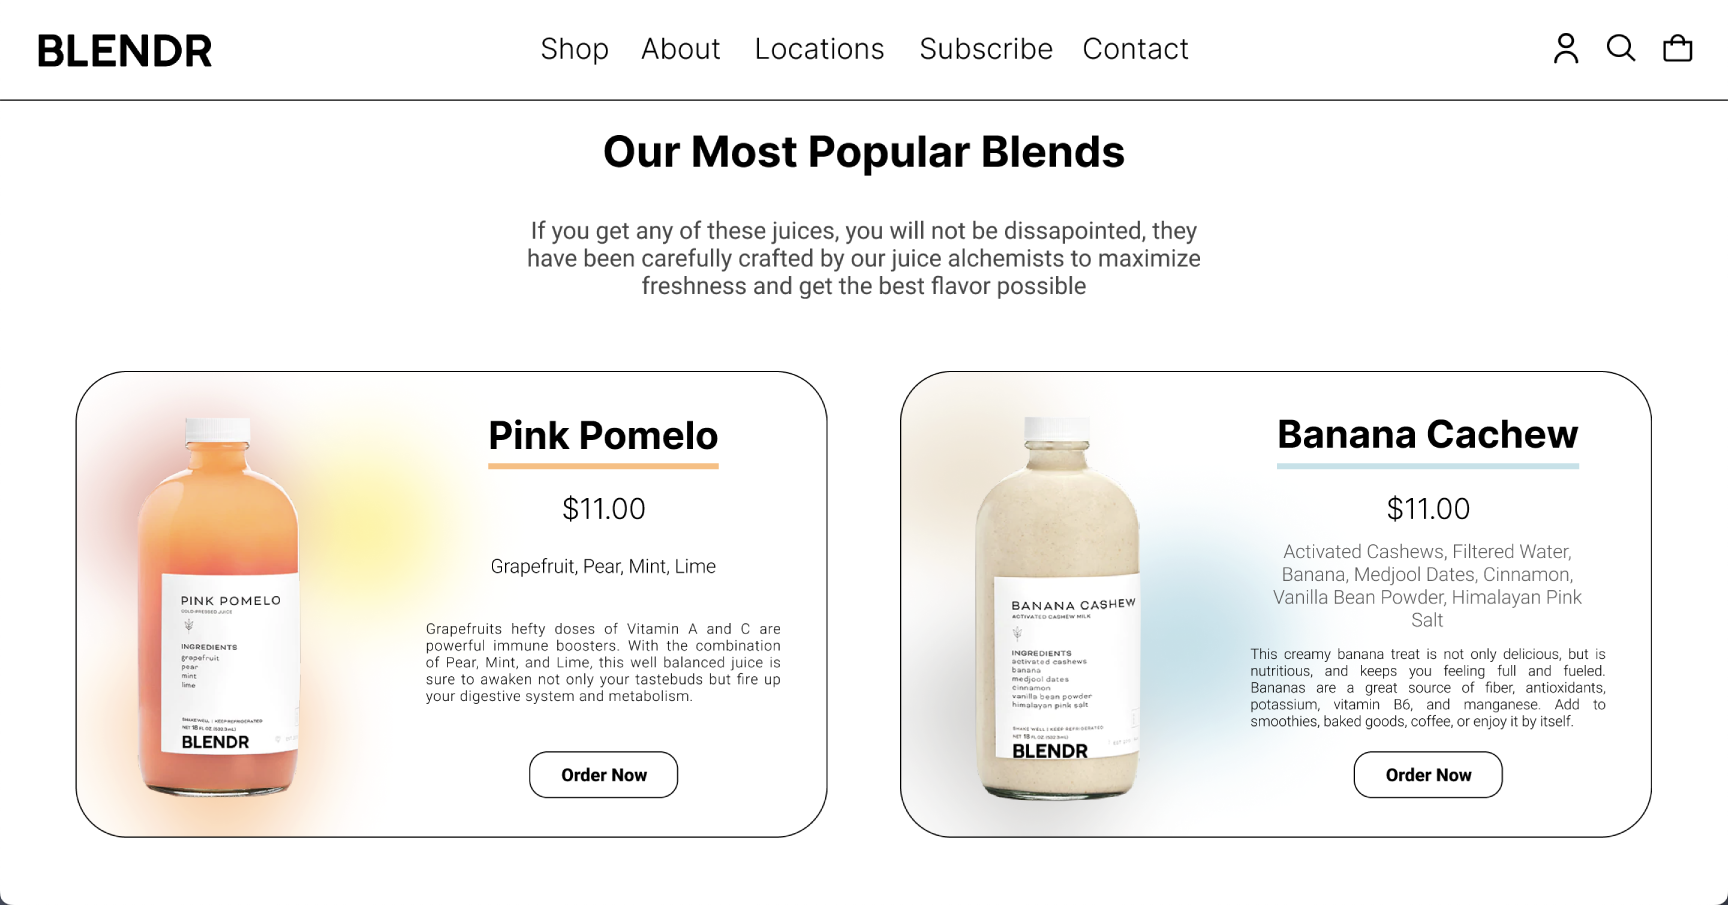 BLENDR
Shop About Locations Subscribe Contact
Our Most Popular Blends
If you get any of these juices, you will not be dissapointed, they
have been carefully crafted by our juice alchemists to maximize
freshness and get the best flavor possible
PINK POMELO
COLD-PRESSED JUICE
INGREDIENTS
grapefruit
pear
mint
lime
SHAKE WELL | KEEP REFRIGERATED
NET 18 FL OZ (532.3mL)
BLENDR
Pink Pomelo
$11.00
Grapefruit, Pear, Mint, Lime
Grapefruits hefty doses of Vitamin A and C are
powerful immune boosters. With the combination
of Pear, Mint, and Lime, this well balanced juice is
sure to awaken not only your tastebuds but fire up
your digestive system and metabolism.
Order Now
BANANA CASHEW
ACTIVATED CASHEW MILK
INGREDIENTS
activated cashews
banana
medjool dates
cinnamon
vanilla bean powder
himalayan pink salt
SHAKE WELL | KEEP REFRIGERATED
NET 18 FL OZ (532.3mL)
BLENDR
Banana Cachew
$11.00
Activated Cashews, Filtered Water,
Banana, Medjool Dates, Cinnamon,
Vanilla Bean Powder, Himalayan Pink
Salt
This creamy banana treat is not only delicious, but is
nutritious, and keeps you feeling full and fueled.
Bananas are a great source of fiber, antioxidants,
potassium, vitamin B6, and manganese. Add to
smoothies, baked goods, coffee, or enjoy it by itself.
Order Now